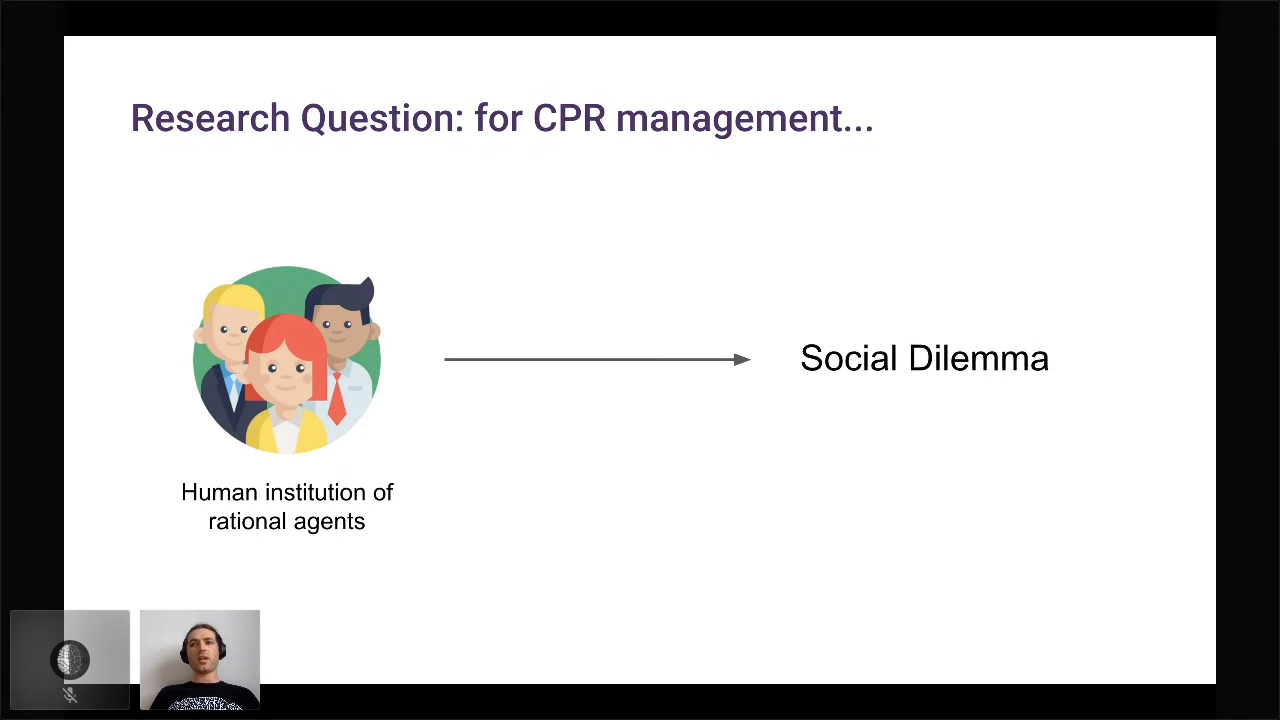 Research Question: for CPR management...
Social Dilemma
Human institution of
rational agents